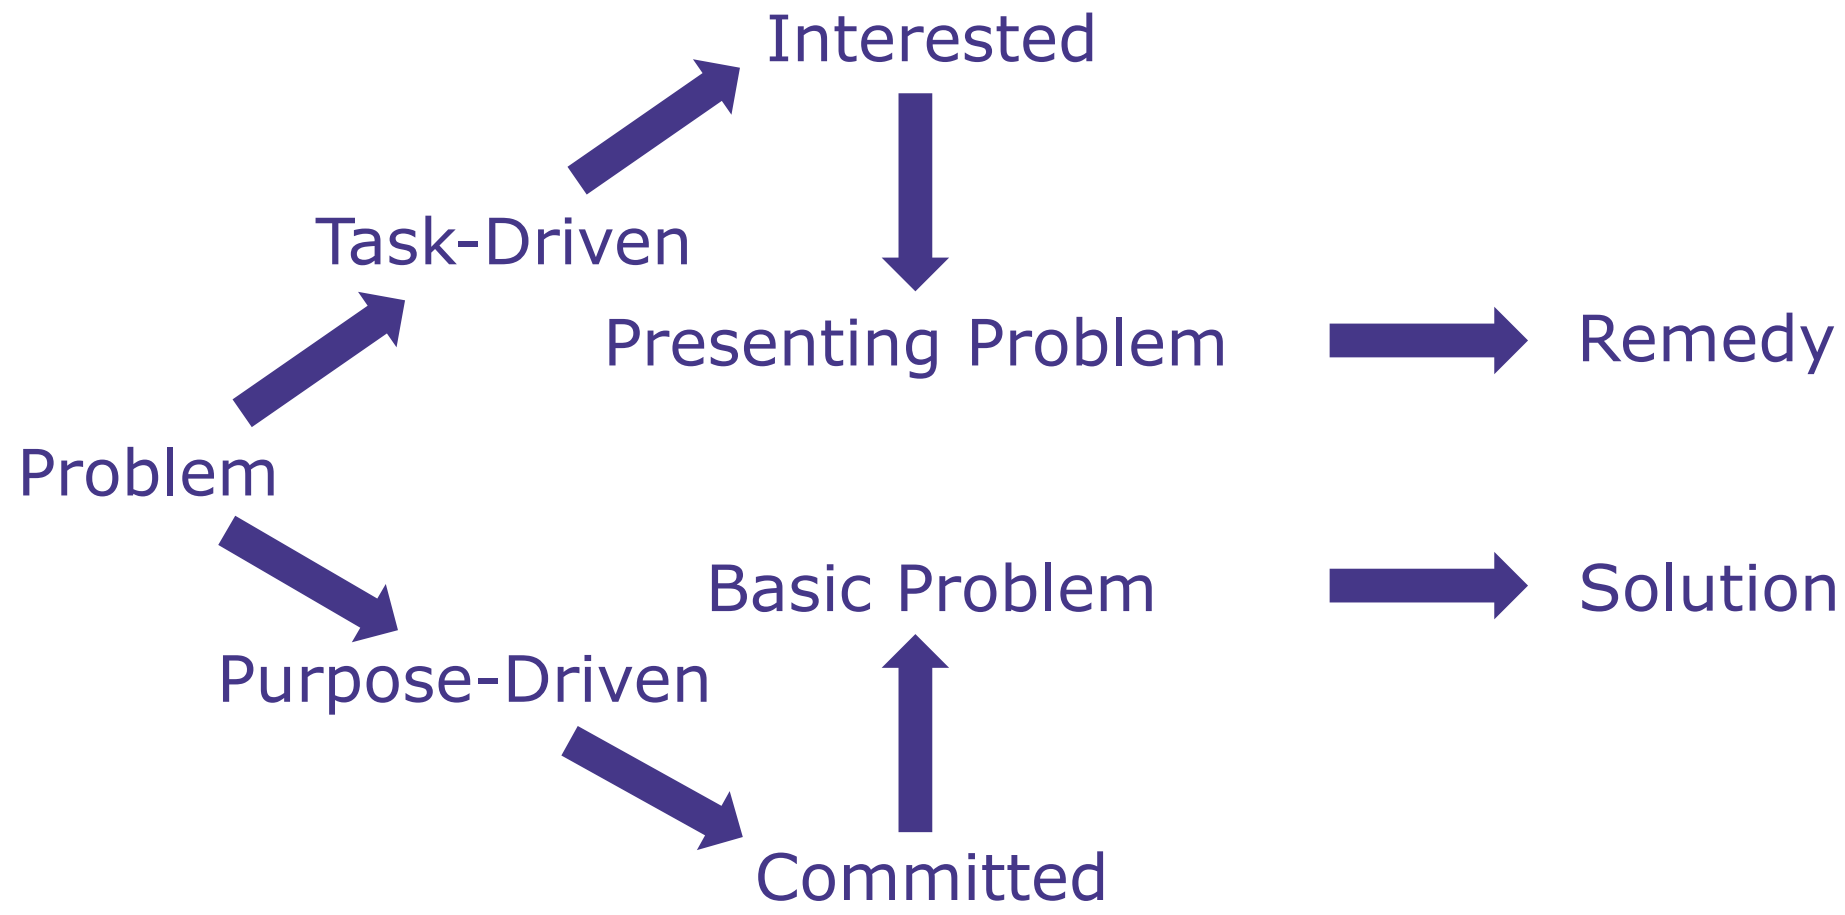 Interested
Task-Driven
Presenting Problem
Remedy
Problem
Basic Problem
Solution
Purpose-Driven
Committed